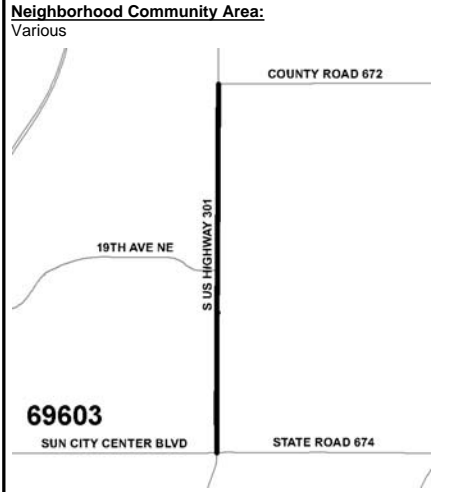 Neighborhood Community Area:
Various
COUNTY ROAD 672
S US HIGHWAY 301
19TH AVE NE
69603
SUN CITY CENTER BLVD
STATE ROAD 674